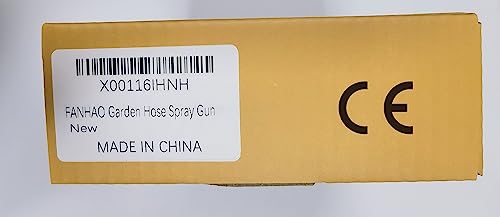 X00116IHNH
FANHAO Garden Hose Spray Gun
New
MADE IN CHINA
CE